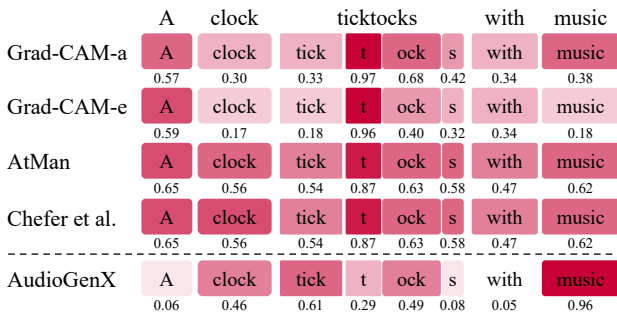 A clock ticktocks with music
Grad-CAM-a A clock tick t ock s with music
0.57 0.30 0.33 0.97 0.68 0.42 0.34 0.38
Grad-CAM-e A clock tick t ock s with music
0.59 0.17 0.18 0.96 0.40 0.32 0.34 0.18
AtMan A clock tick t ock s with music
0.65 0.56 0.54 0.87 0.63 0.58 0.47 0.62
Chefer et al. A clock tick t ock s with music
0.65 0.56 0.54 0.87 0.63 0.58 0.47 0.62
AudioGenX A clock tick t ock s with music
0.06 0.46 0.61 0.29 0.49 0.08 0.05 0.96